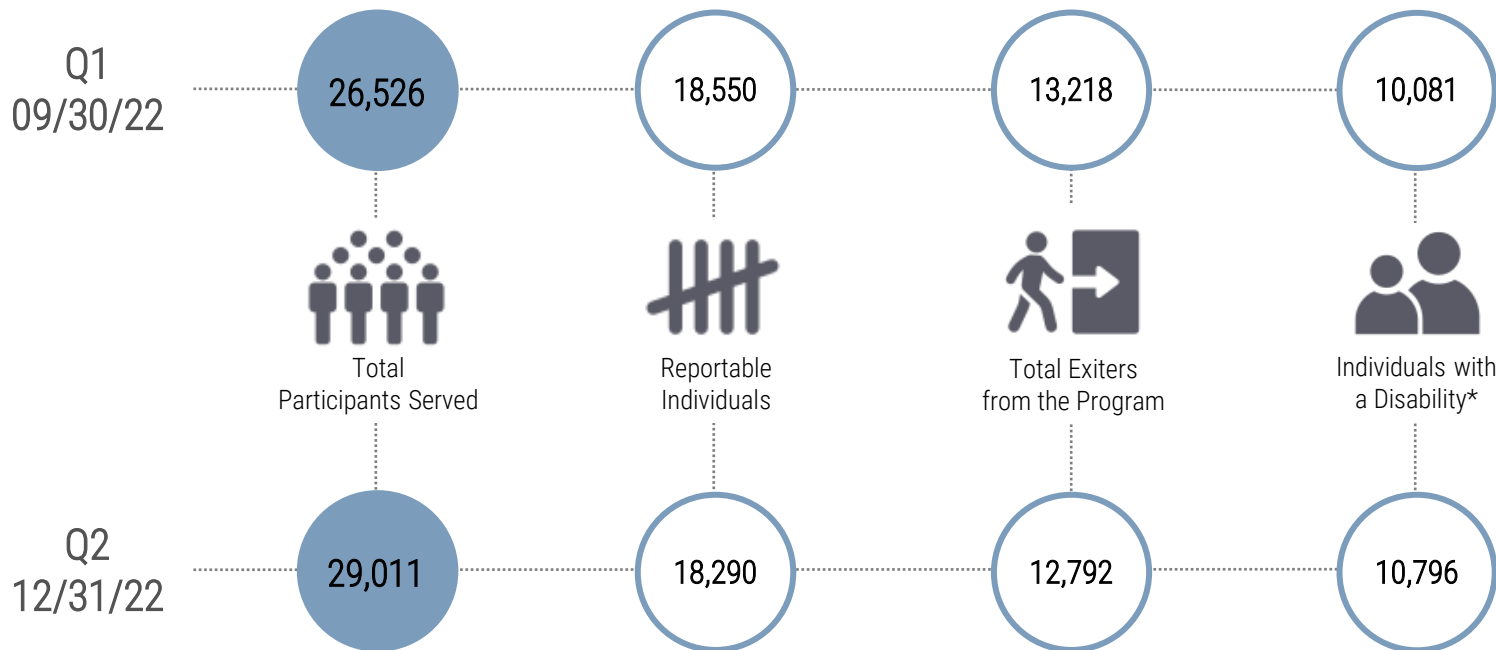 Q1
09/30/22
26,526
18,550
13,218
10,081
Total
Participants Served
Reportable
Individuals
Total Exiters
from the Program
Individuals with
a Disability*
Q2
12/31/22
29,011
18,290
12,792
10,796